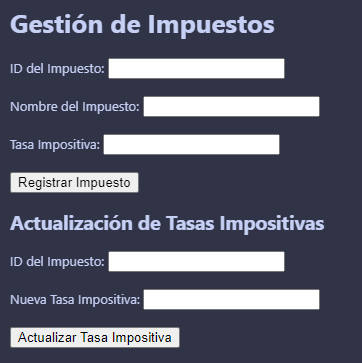 Gestión de Impuestos
ID del Impuesto:
Nombre del Impuesto:
Tasa Impositiva:
Registrar Impuesto
Actualización de Tasas Impositivas
ID del Impuesto:
Nueva Tasa Impositiva:
Actualizar Tasa Impositiva